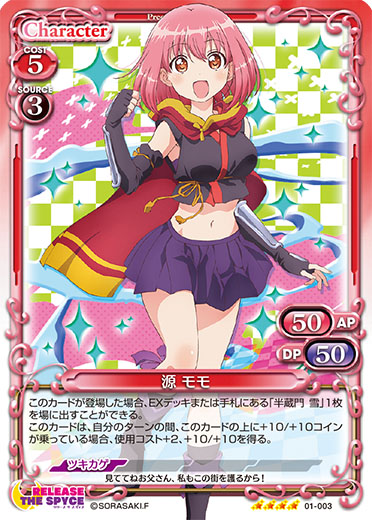 Character
COST
5
SOURCE
3
50 AP
DP 50
源 モモ
このカードが登場した場合、EXデッキまたは手札にある「半蔵門 雪」1枚
を場に出すことができる。
このカードは、自分のターンの間、このカードの上に+10/+10コイン
が乗っている場合、使用コスト+2、+10/+10を得る。
ツキカゲ
見ててねお父さん、私もこの街を護るから!
RELEASE
THE SPYCE
©SORASAKI.F
01-003